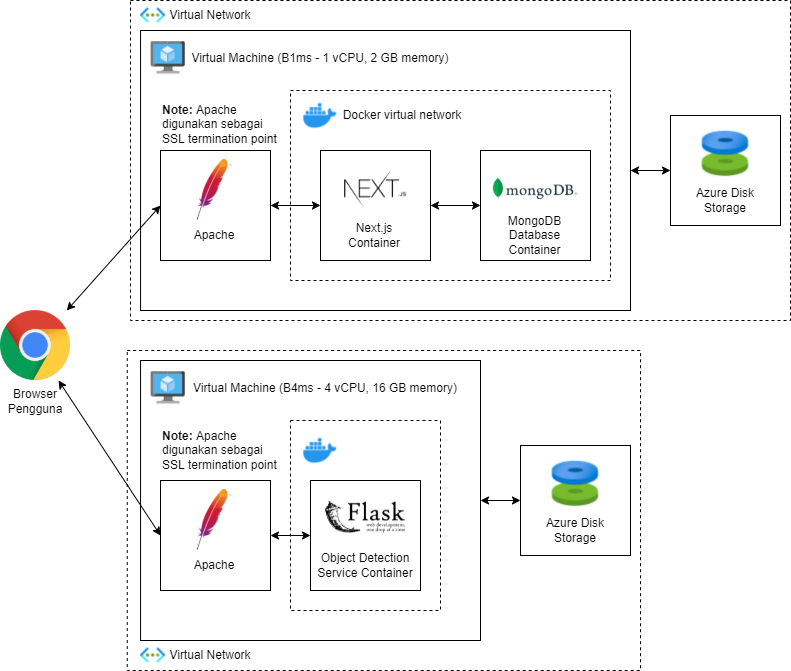 Virtual Network
Virtual Machine (B1ms - 1 vCPU, 2 GB memory)
Note: Apache
digunakan sebagai
SSL termination point
Docker virtual network
NEXT.JS
mongoDB.
Apache
Next.js
Container
MongoDB
Database
Container
Azure Disk
Storage
Browser
Pengguna
Virtual Machine (B4ms - 4 vCPU, 16 GB memory)
Note: Apache
digunakan sebagai
SSL termination point
Flask
web development,
one drop at a time
Apache
Object Detection
Service Container
Azure Disk
Storage
Virtual Network